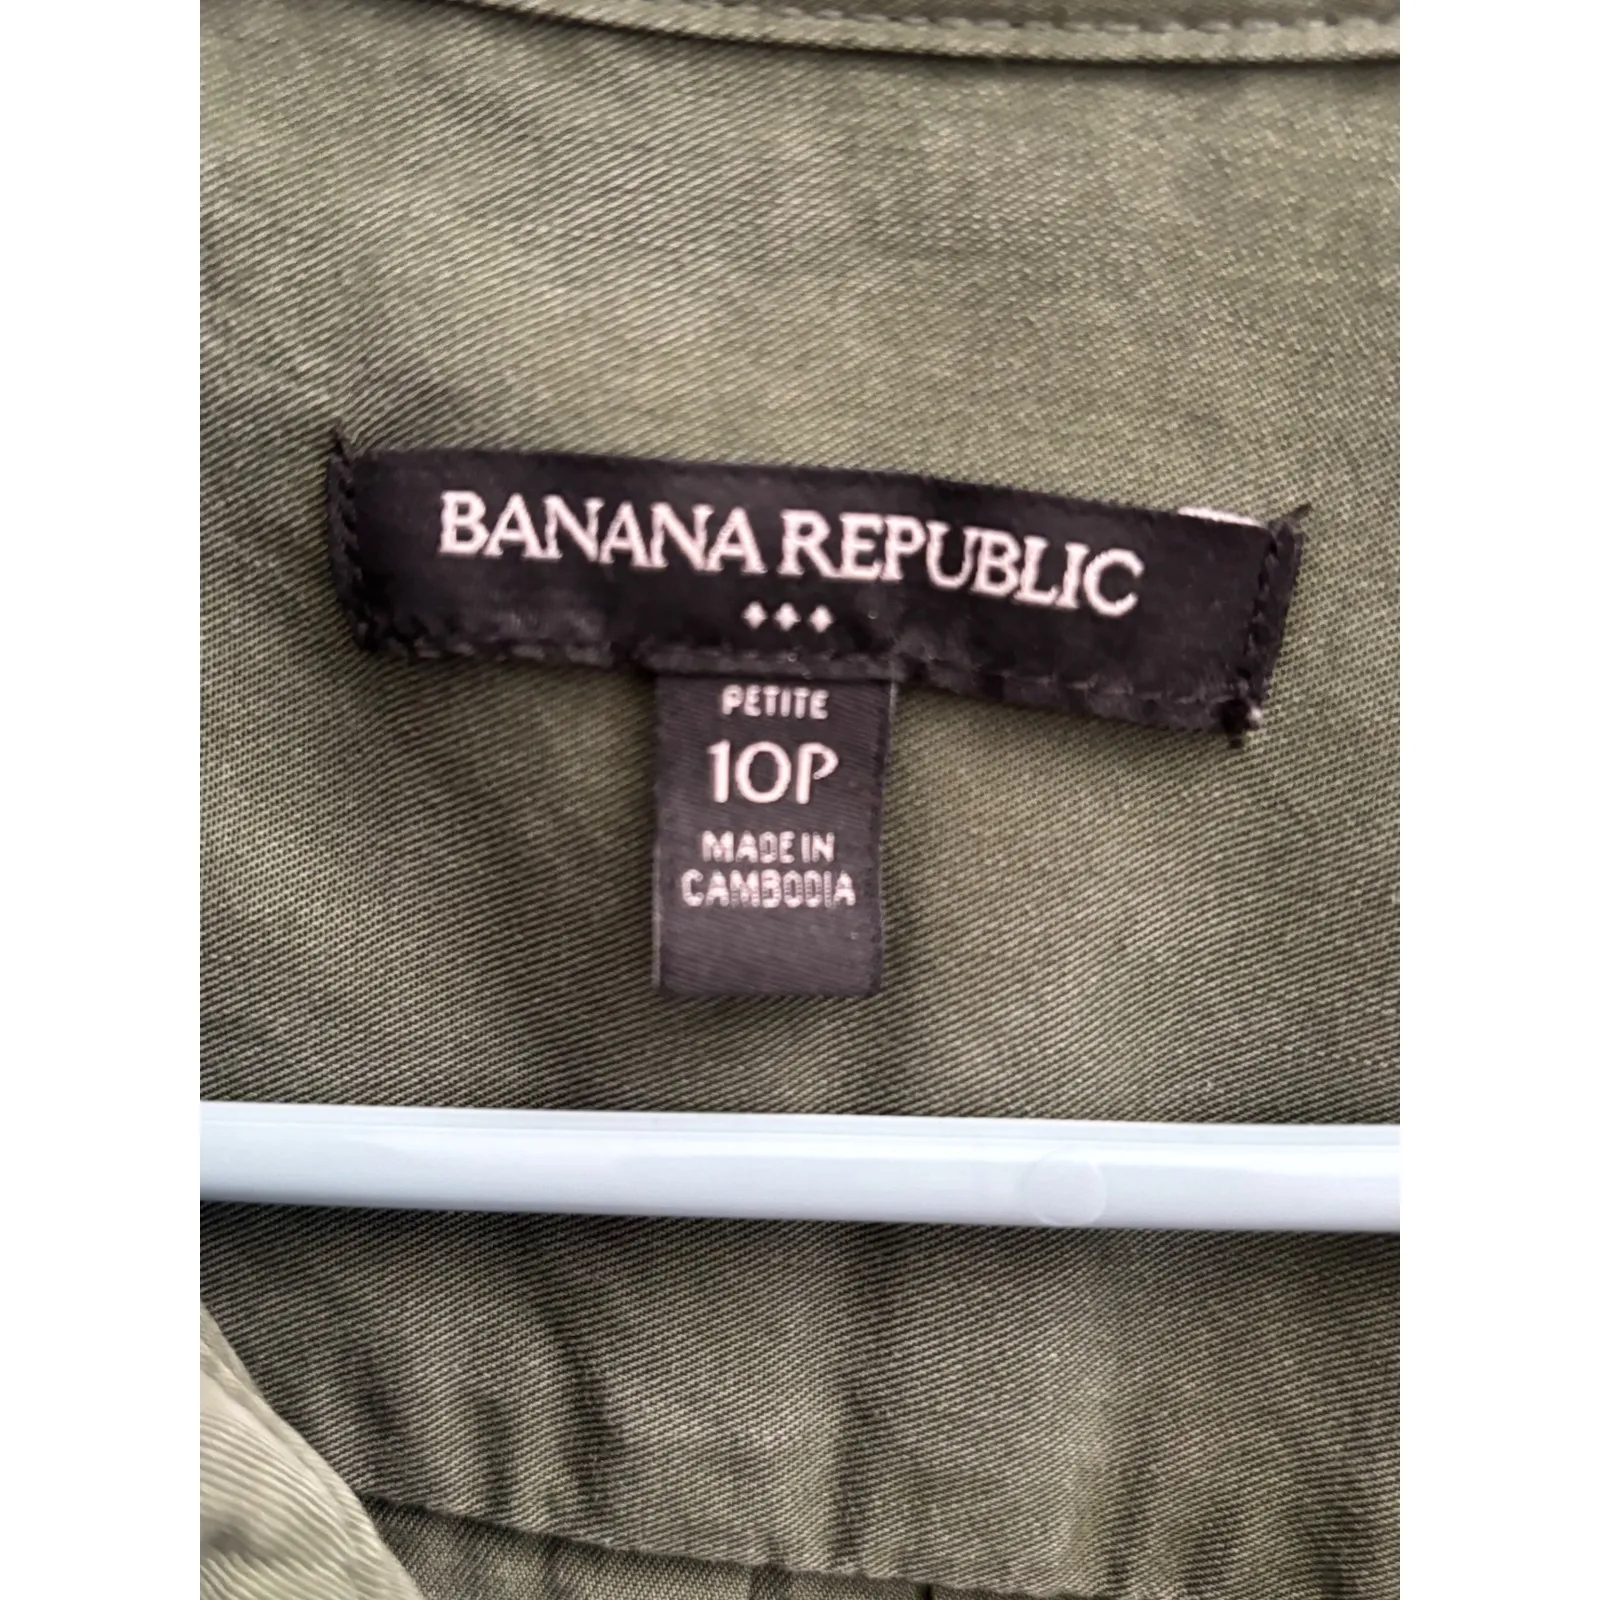 BANANA REPUBLIC
PETITE
10P
MADE IN
CAMBODIA